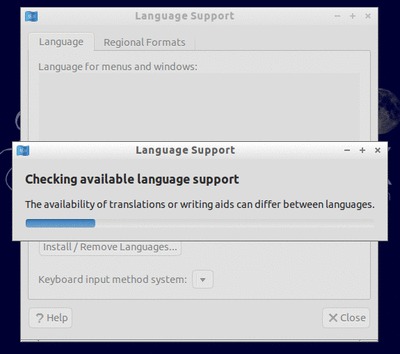 Language Support
Language
Regional Formats
Language for menus and windows:
Language Support
Checking available language support
The availability of translations or writing aids can differ between languages.
Install / Remove Languages...
Keyboard input method system:
Help
Close